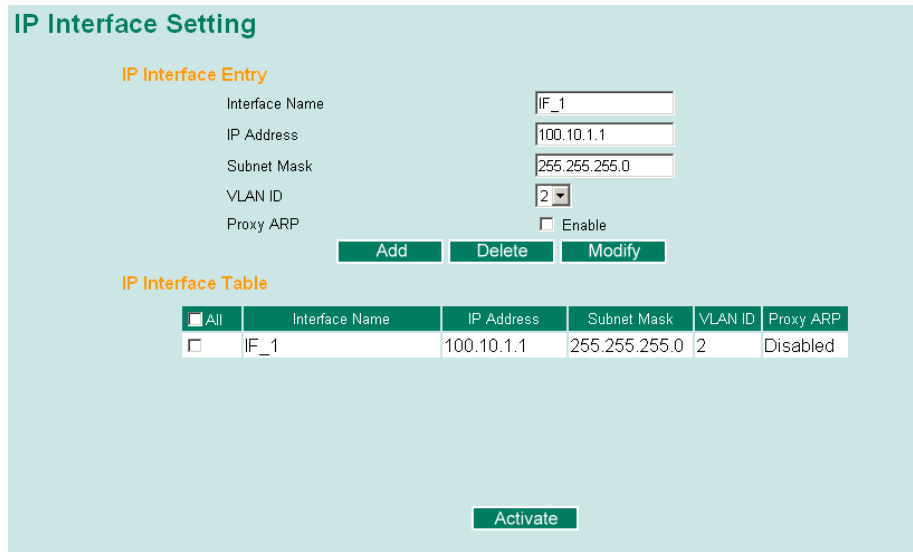 IP Interface Setting
IP Interface Entry
Interface Name IF_1
IP Address 100.10.1.1
Subnet Mask 255.255.255.0
VLAN ID 2
Proxy ARP Enable
Add Delete Modify
IP Interface Table
All Interface Name IP Address Subnet Mask VLAN ID Proxy ARP
IF_1 100.10.1.1 255.255.255.0 2 Disabled
Activate